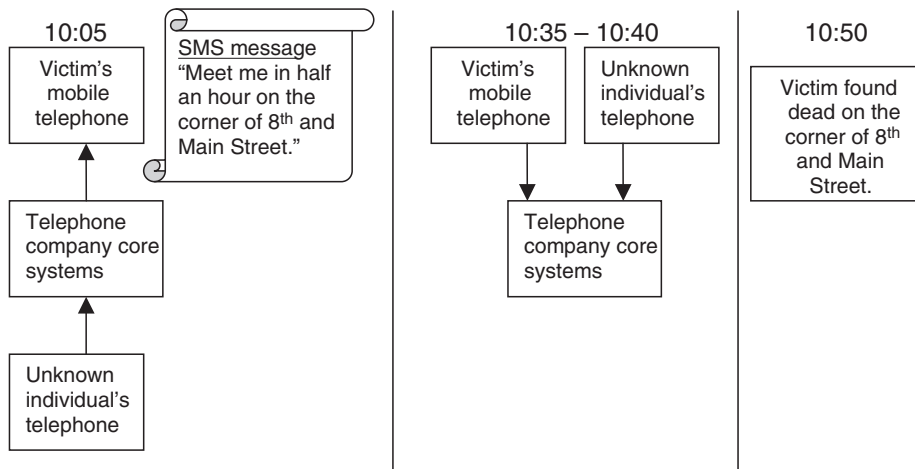 10:05
Victim's
mobile
telephone
SMS message
“Meet me in half
an hour on the
corner of 8th and
Main Street.”
Telephone
company core
systems
Unknown
individual's
telephone
10:35 – 10:40
Victim's
mobile
telephone
Unknown
individual's
telephone
Telephone
company core
systems
10:50
Victim found
dead on the
corner of 8th
and Main
Street.